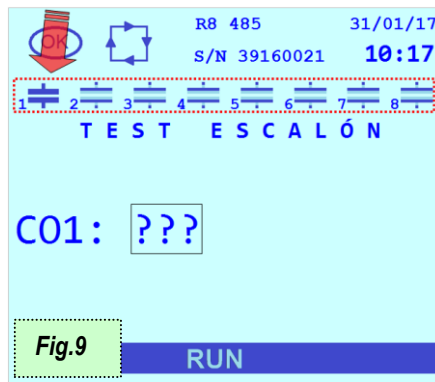 OK
R8 485 31/01/17
S/N 39160021 10:17
1 2 3 4 5 6 7 8
TEST ESCALÓN
C01: ???
Fig.9
RUN